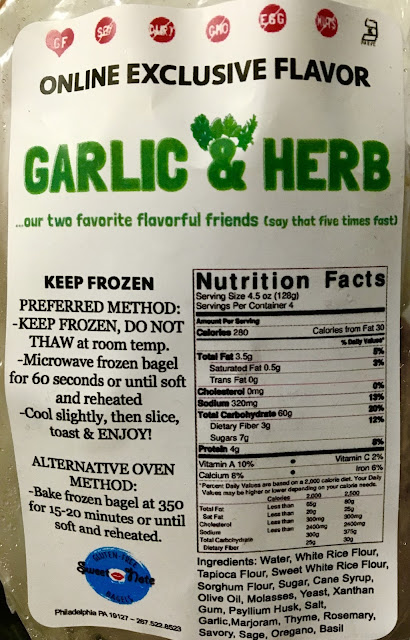 GF SOY DAIRY GMO EGG NUTS
PARVE
ONLINE EXCLUSIVE FLAVOR
GARLIC & HERB
...our two favorite flavorful friends (say that five times fast)
KEEP FROZEN
PREFERRED METHOD:
-KEEP FROZEN, DO NOT
THAW at room temp.
-Microwave frozen bagel
for 60 seconds or until soft
and reheated
-Cool slightly, then slice,
toast & ENJOY!
ALTERNATIVE OVEN
METHOD:
-Bake frozen bagel at 350
for 15-20 minutes or until
soft and reheated.
GLUTEN-FREE
Sweet Note
BAGELS
Philadelphia PA 19127 – 267.522.8523
Nutrition Facts
Serving Size 4.5 oz (128g)
Servings Per Container 4
Amount Per Serving
Calories 280 Calories from Fat 30
% Daily Values*
Total Fat 3.5g 5%
Saturated Fat 0.5g 3%
Trans Fat 0g
Cholesterol 0mg 0%
Sodium 320mg 13%
Total Carbohydrate 60g 20%
Dietary Fiber 3g 12%
Sugars 7g
Protein 4g 8%
Vitamin A 10% • Vitamin C 2%
Calcium 8% • Iron 6%
*Percent Daily Values are based on a 2,000 calorie diet. Your Daily
Values may be higher or lower depending on your calorie needs.
Calories 2,000 2,500
Total Fat Less than 65g 80g
Sat Fat Less than 20g 25g
Cholesterol Less than 300mg 300mg
Sodium Less than 2400mg 2400mg
Total Carbohydrate 300g 375g
Dietary Fiber 25g 30g
Ingredients: Water, White Rice Flour,
Tapioca Flour, Sweet White Rice Flour,
Sorghum Flour, Sugar, Cane Syrup,
Olive Oil, Molasses, Yeast, Xanthan
Gum, Psyllium Husk, Salt,
Garlic,Marjoram, Thyme, Rosemary,
Savory, Sage, Oregano, Basil